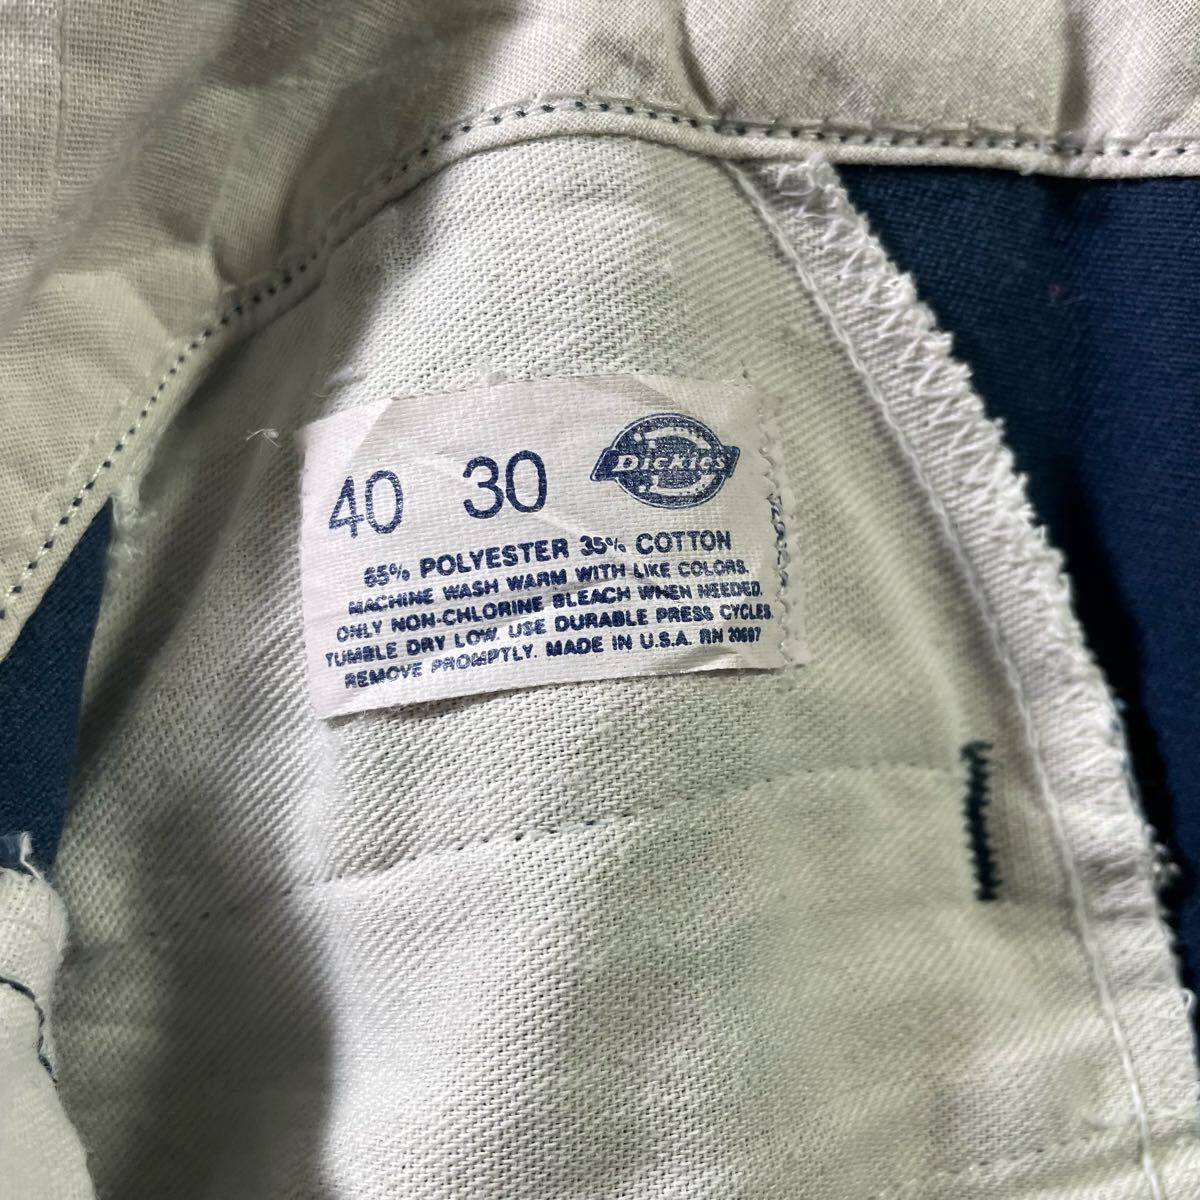 40 30 Dickies
65% POLYESTER 35% COTTON
MACHINE WASH WARM WITH LIKE COLORS.
ONLY NON-CHLORINE BLEACH WHEN NEEDED.
TUMBLE DRY LOW. USE DURABLE PRESS CYCLES.
REMOVE PROMPTLY. MADE IN U.S.A. RN 20697